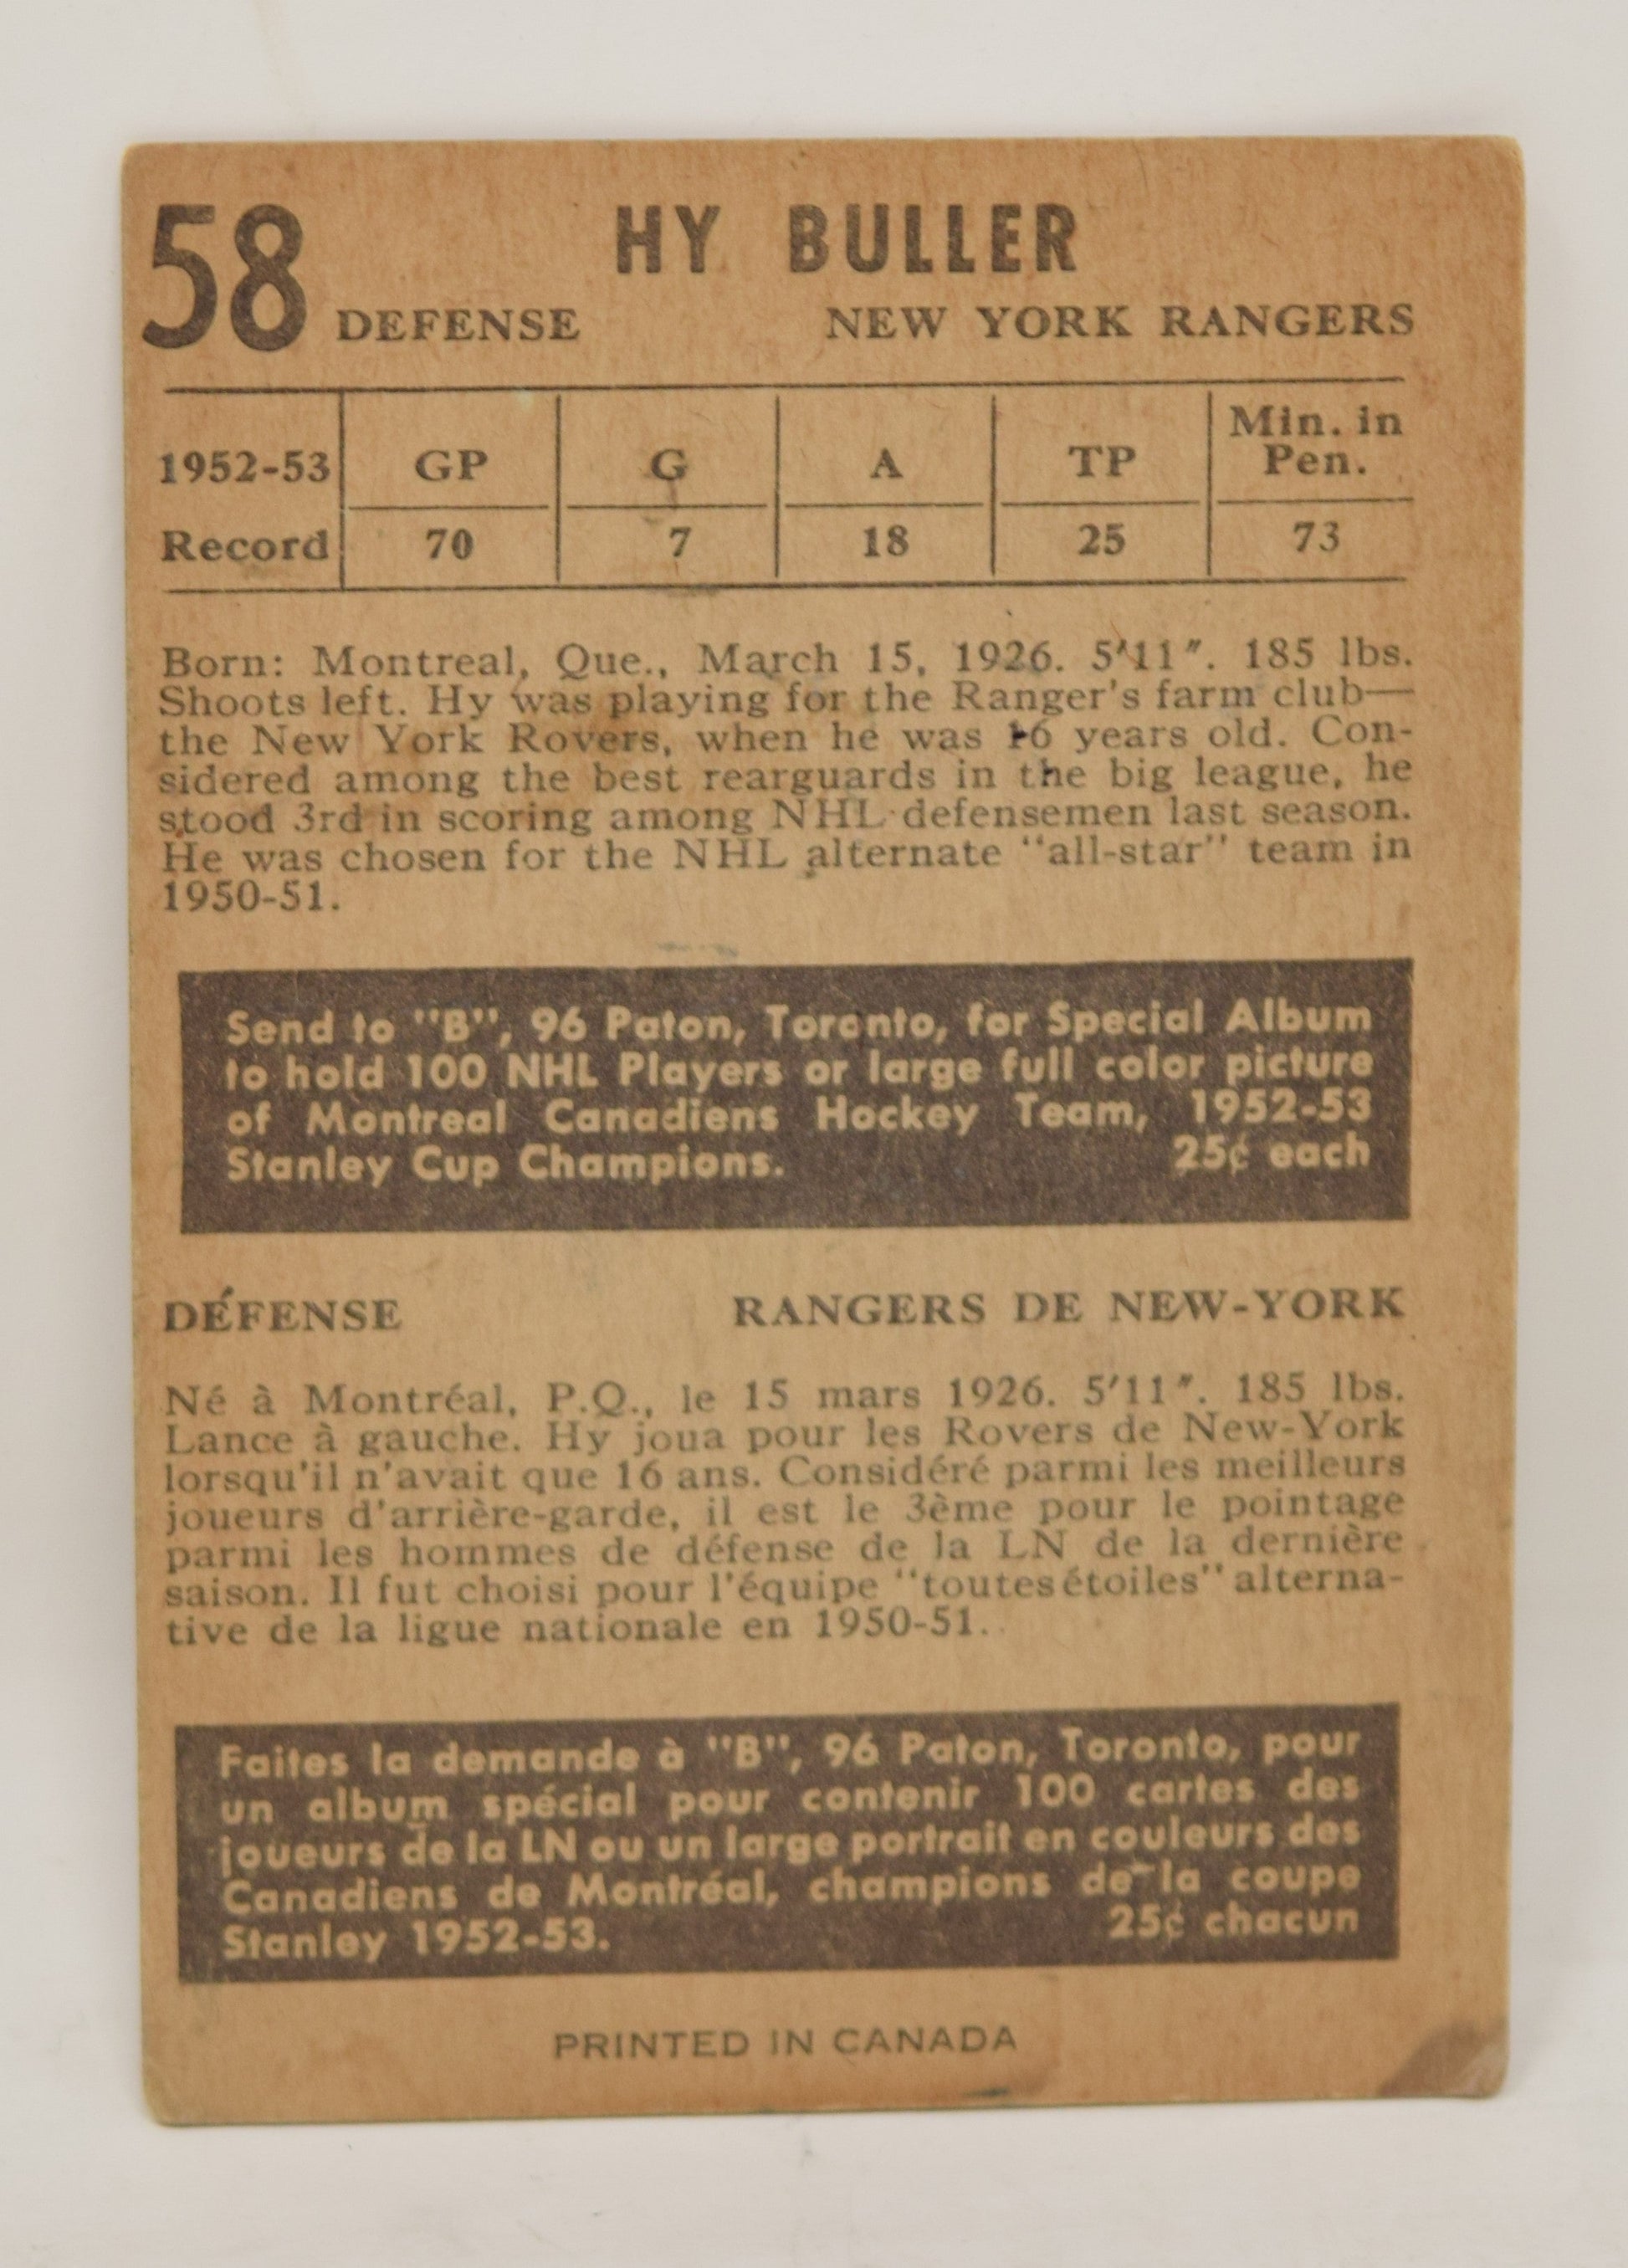 58 HY BULLER
DEFENSE NEW YORK RANGERS
1952-53 GP G A TP Min. in Pen.
Record 70 7 18 25 73
Born: Montreal, Que., March 15, 1926. 5'11". 185 lbs.
Shoots left. Hy was playing for the Ranger's farm club—
the New York Rovers, when he was 16 years old. Con-
sidered among the best rearguards in the big league, he
stood 3rd in scoring among NHL defensemen last season.
He was chosen for the NHL alternate "all-star" team in
1950-51.
Send to "B", 96 Paton, Toronto, for Special Album
to hold 100 NHL Players or large full color picture
of Montreal Canadiens Hockey Team, 1952-53
Stanley Cup Champions. 25¢ each
DÉFENSE RANGERS DE NEW-YORK
Né à Montréal, P.Q., le 15 mars 1926. 5'11". 185 lbs.
Lance à gauche. Hy joua pour les Rovers de New-York
lorsqu'il n'avait que 16 ans. Considéré parmi les meilleurs
joueurs d'arrière-garde, il est le 3ème pour le pointage
parmi les hommes de défense de la LN de la dernière
saison. Il fut choisi pour l'équipe "toutes étoiles" alterna-
tive de la ligue nationale en 1950-51.
Faites la demande à "B", 96 Paton, Toronto, pour
un album spécial pour contenir 100 cartes des
joueurs de la LN ou un large portrait en couleurs des
Canadiens de Montréal, champions de la coupe
Stanley 1952-53. 25¢ chacun
PRINTED IN CANADA